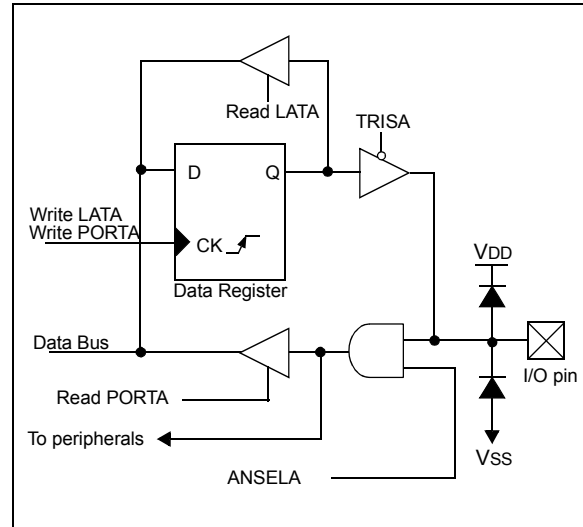 Read LATA
TRISA
D
Q
Write LATA
Write PORTA
CK
VDD
Data Register
Data Bus
I/O pin
Read PORTA
To peripherals
VSS
ANSELA